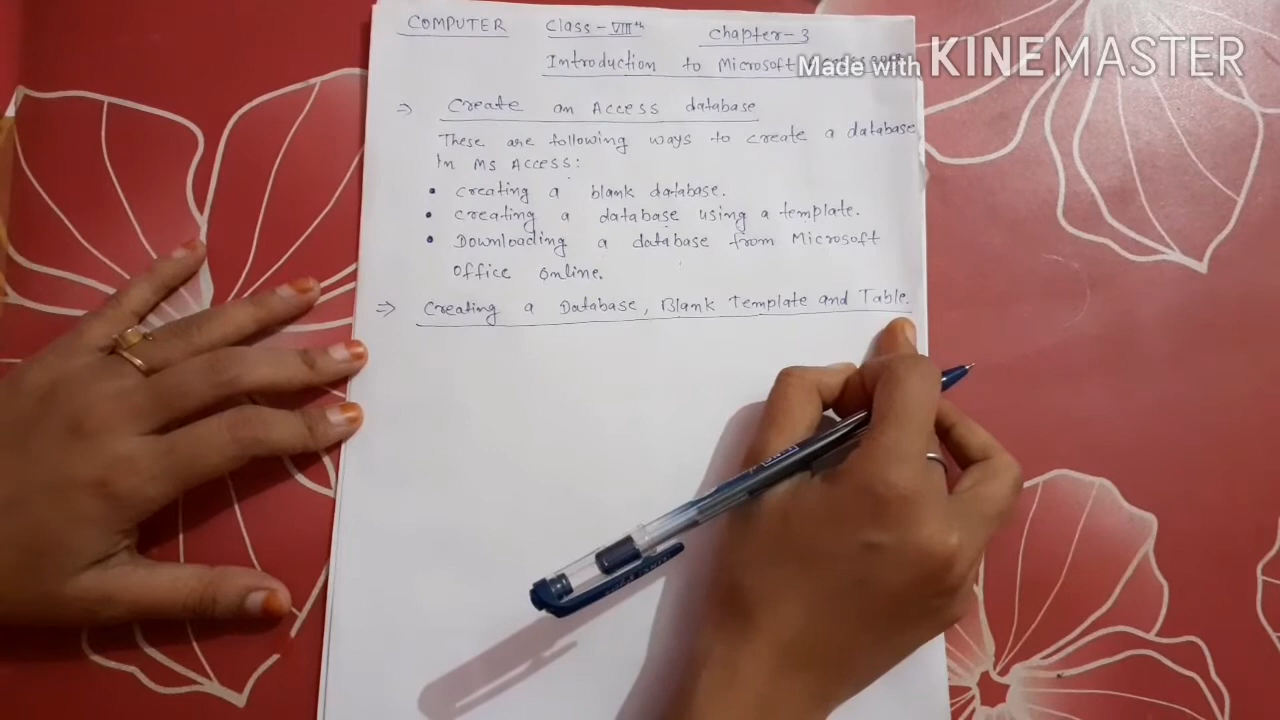 COMPUTER Class - VIIIth Chapter - 3
Introduction to Microsoft
Made with KINEMASTER
⇒ Create an Access database
These are following ways to create a database
in Ms Access:
• creating a blank database.
• creating a database using a template.
• Downloading a database from Microsoft
office online.
⇒ Creating a Database, Blank Template and Table.